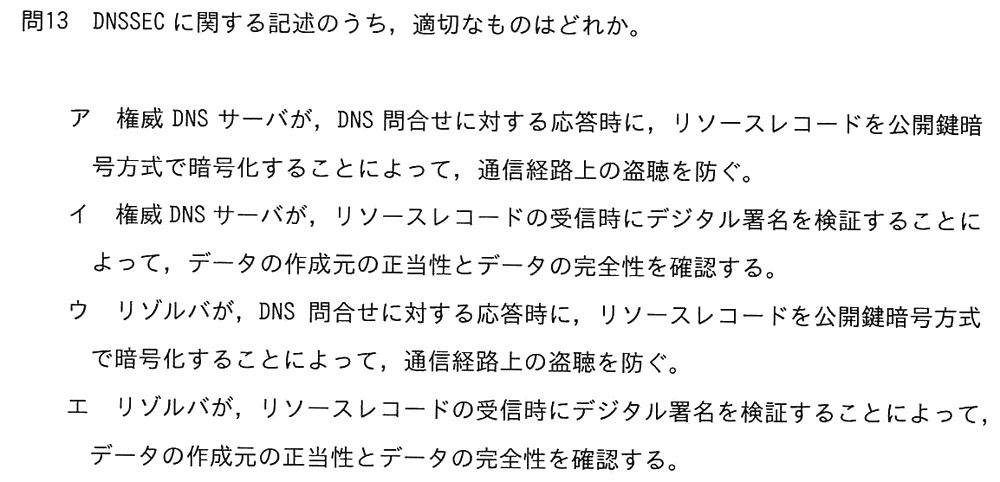 問13 DNSSEC に関する記述のうち，適切なものはどれか。
ア 権威 DNS サーバが，DNS 問合せに対する応答時に，リソースレコードを公開鍵暗
号方式で暗号化することによって，通信経路上の盗聴を防ぐ。
イ 権威 DNS サーバが，リソースレコードの受信時にデジタル署名を検証することに
よって，データの作成元の正当性とデータの完全性を確認する。
ウ リゾルバが，DNS 問合せに対する応答時に，リソースレコードを公開鍵暗号方式
で暗号化することによって，通信経路上の盗聴を防ぐ。
エ リゾルバが，リソースレコードの受信時にデジタル署名を検証することによって，
データの作成元の正当性とデータの完全性を確認する。